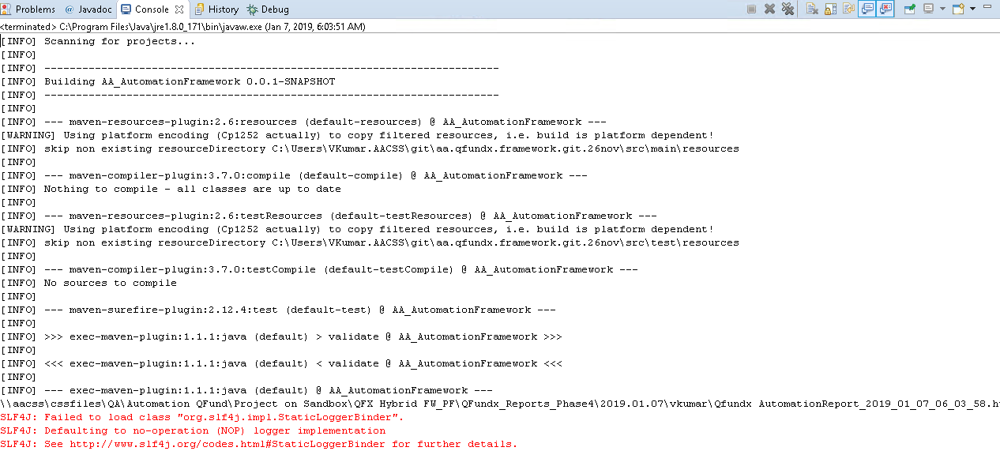 Problems @ Javadoc Console History Debug
<terminated> C:\Program Files\Java\jre1.8.0_171\bin\javaw.exe (Jan 7, 2019, 6:03:51 AM)
[INFO] Scanning for projects...
[INFO]
[INFO] ------------------------------------------------------------------------
[INFO] Building AA_AutomationFramework 0.0.1-SNAPSHOT
[INFO] ------------------------------------------------------------------------
[INFO]
[INFO] --- maven-resources-plugin:2.6:resources (default-resources) @ AA_AutomationFramework ---
[WARNING] Using platform encoding (Cp1252 actually) to copy filtered resources, i.e. build is platform dependent!
[INFO] skip non existing resourceDirectory C:\Users\VKumar.AACSS\git\aa.qfundx.framework.git.26nov\src\main\resources
[INFO]
[INFO] --- maven-compiler-plugin:3.7.0:compile (default-compile) @ AA_AutomationFramework ---
[INFO] Nothing to compile - all classes are up to date
[INFO]
[INFO] --- maven-resources-plugin:2.6:testResources (default-testResources) @ AA_AutomationFramework ---
[WARNING] Using platform encoding (Cp1252 actually) to copy filtered resources, i.e. build is platform dependent!
[INFO] skip non existing resourceDirectory C:\Users\VKumar.AACSS\git\aa.qfundx.framework.git.26nov\src\test\resources
[INFO]
[INFO] --- maven-compiler-plugin:3.7.0:testCompile (default-testCompile) @ AA_AutomationFramework ---
[INFO] No sources to compile
[INFO]
[INFO] --- maven-surefire-plugin:2.12.4:test (default-test) @ AA_AutomationFramework ---
[INFO]
[INFO] >>> exec-maven-plugin:1.1.1:java (default) > validate @ AA_AutomationFramework >>>
[INFO]
[INFO] <<< exec-maven-plugin:1.1.1:java (default) < validate @ AA_AutomationFramework <<<
[INFO]
[INFO] --- exec-maven-plugin:1.1.1:java (default) @ AA_AutomationFramework ---
\\aacss\cssfiles\QA\Automation QFund\Project on Sandbox\QFX Hybrid FW_PF\QFundx_Reports_Phase4\2019.01.07\vkumar\Qfundx AutomationReport_2019_01_07_06_03_58.h
SLF4J: Failed to load class "org.slf4j.impl.StaticLoggerBinder".
SLF4J: Defaulting to no-operation (NOP) logger implementation
SLF4J: See http://www.slf4j.org/codes.html#StaticLoggerBinder for further details.